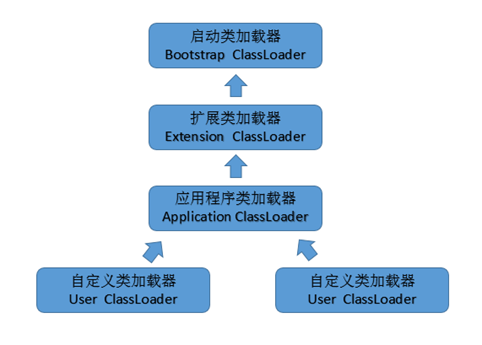 启动类加载器
Bootstrap ClassLoader
扩展类加载器
Extension ClassLoader
应用程序类加载器
Application ClassLoader
自定义类加载器
User ClassLoader
自定义类加载器
User ClassLoader